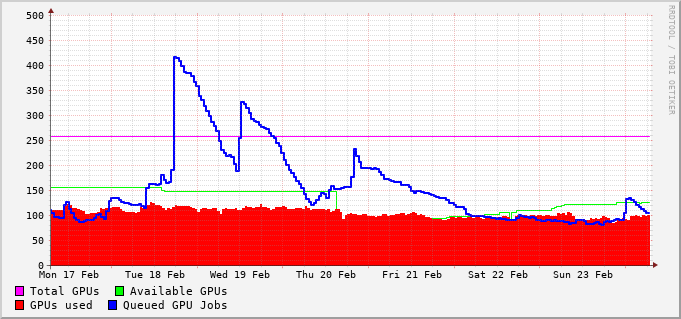 500
450
400
350
300
250
200
150
100
50
0
Mon 17 Feb Tue 18 Feb Wed 19 Feb Thu 20 Feb Fri 21 Feb Sat 22 Feb Sun 23 Feb
Total GPUs Available GPUs
GPUs used Queued GPU Jobs
RRDTOOL / TOBI OETIKER